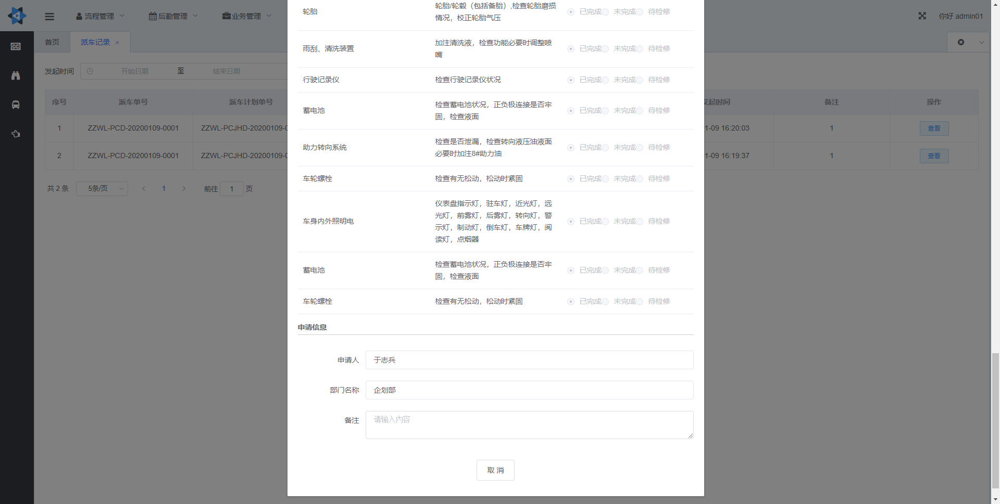 流程管理 后勤管理 业务管理 你好 admin01
首页 派车记录
发起时间 开始日期 至 结束日期
序号 派车单号 派车计划单号 发起时间 备注 操作
1 ZZWL-PCD-20200109-0001 ZZWL-PCJHD-20200109-0 1-09 16:20:03 1 查看
2 ZZWL-PCD-20200109-0001 ZZWL-PCJHD-20200109-0 1-09 16:19:37 1 查看
共 2 条 5条/页 1 前往 1 页
轮胎 轮胎/轮毂（包括备胎）,检查轮胎磨损
情况，校正轮胎气压 已完成 未完成 待检修
雨刮、清洗装置 加注清洗液，检查功能必要时调整喷
嘴 已完成 未完成 待检修
行驶记录仪 检查行驶记录仪状况 已完成 未完成 待检修
蓄电池 检查蓄电池状况，正负极连接是否牢
固，检查液面 已完成 未完成 待检修
助力转向系统 检查是否泄漏，检查转向液压油液面
必要时加注8#助力油 已完成 未完成 待检修
车轮螺栓 检查有无松动，松动时紧固 已完成 未完成 待检修
车身内外照明电 仪表盘指示灯，驻车灯，近光灯，远
光灯，前雾灯，后雾灯，转向灯，警
示灯，制动灯，倒车灯，车牌灯，阅
读灯，点烟器 已完成 未完成 待检修
蓄电池 检查蓄电池状况，正负极连接是否牢
固，检查液面 已完成 未完成 待检修
车轮螺栓 检查有无松动，松动时紧固 已完成 未完成 待检修
申请信息
申请人 于志兵
部门名称 企划部
备注 请输入内容
取 消